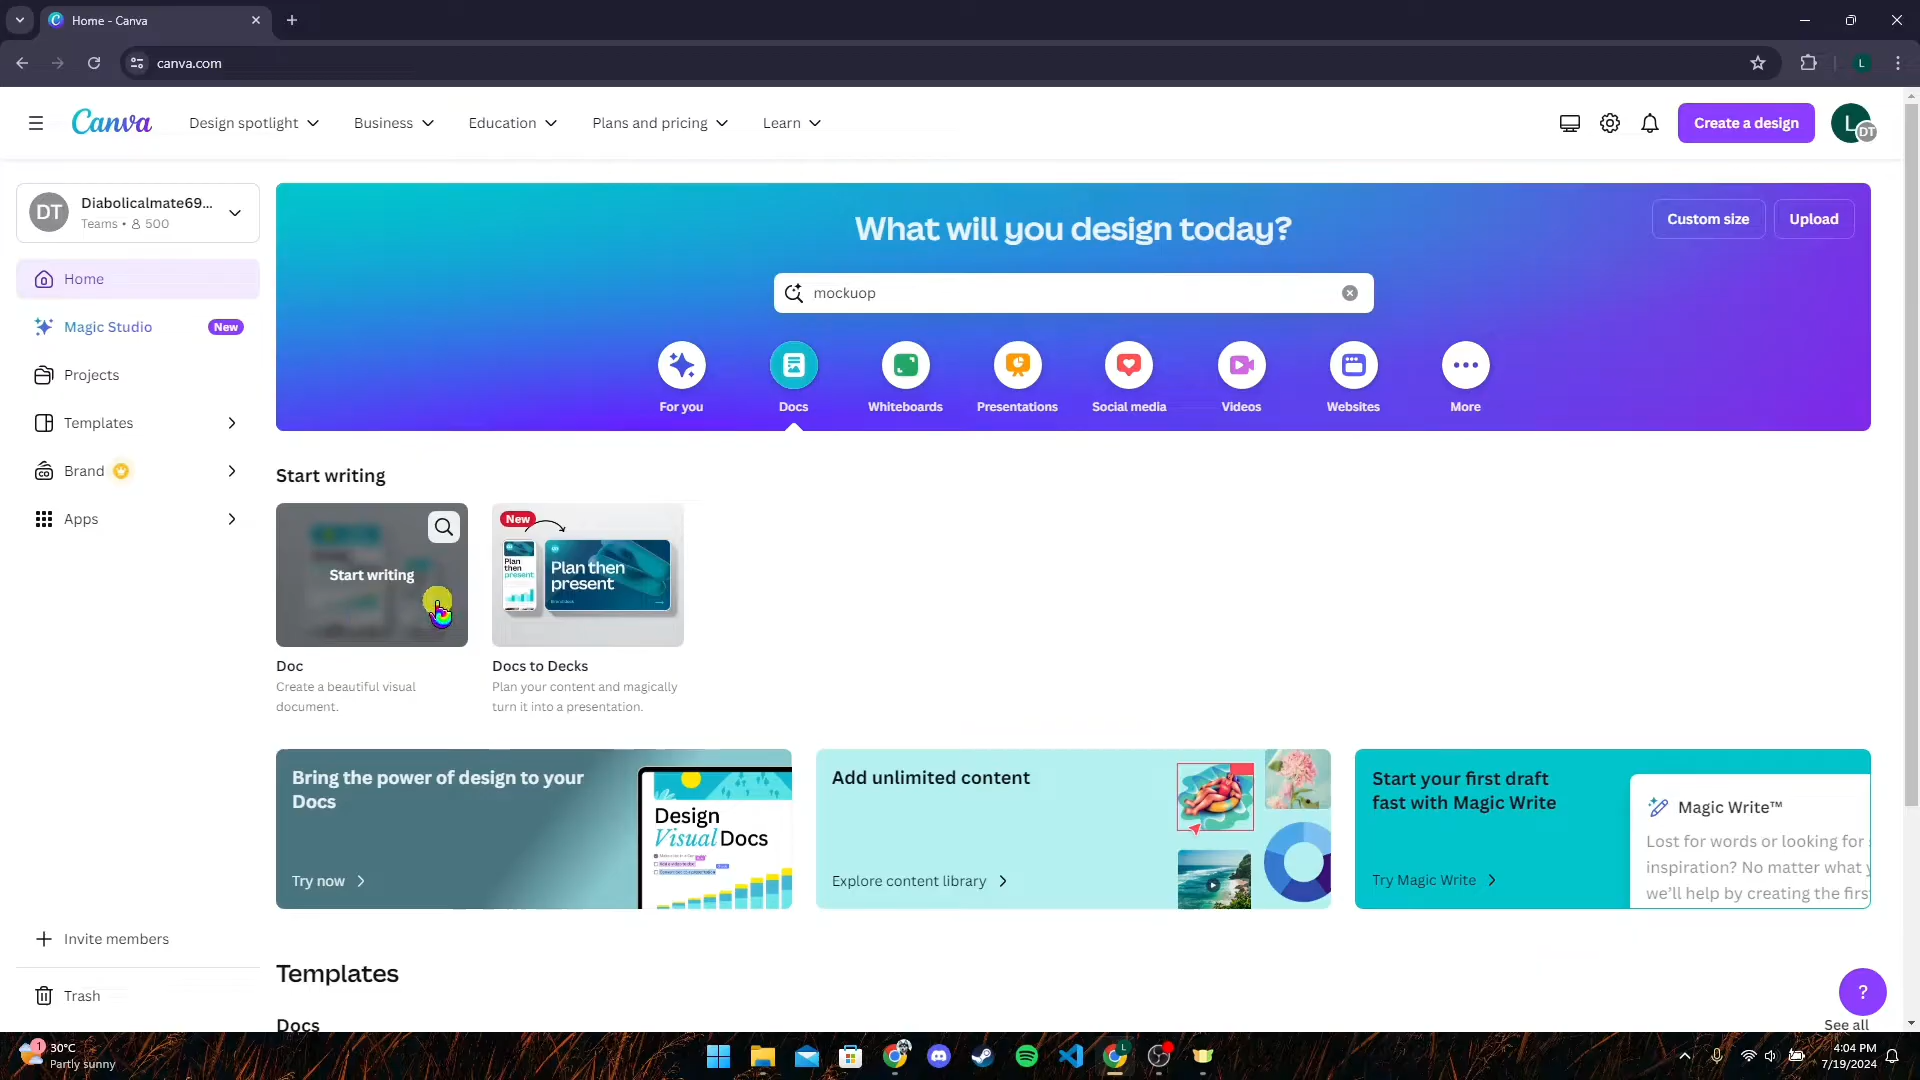 Home - Canva
canva.com
Canva
Design spotlight
Business
Education
Plans and pricing
Learn
Create a design
L
DT
DT
Diabolicalmate69...
Teams • 500
Home
Magic Studio
New
Projects
Templates
Brand
Apps
Invite members
Trash
What will you design today?
Custom size
Upload
mockuop
For you
Docs
Whiteboards
Presentations
Social media
Videos
Websites
More
Start writing
Start writing
Doc
Create a beautiful visual
document.
New
Plan
then
present
Plan then
present
Docs to Decks
Plan your content and magically
turn it into a presentation.
Bring the power of design to your
Docs
Try now
Design
Visual Docs
Add unlimited content
Explore content library
Start your first draft
fast with Magic Write
Try Magic Write
Magic Write™
Lost for words or looking for
inspiration? No matter what y
we'll help by creating the firs
Templates
Docs
See all
?
1
30°C
Partly sunny
L
4:04 PM
7/19/2024